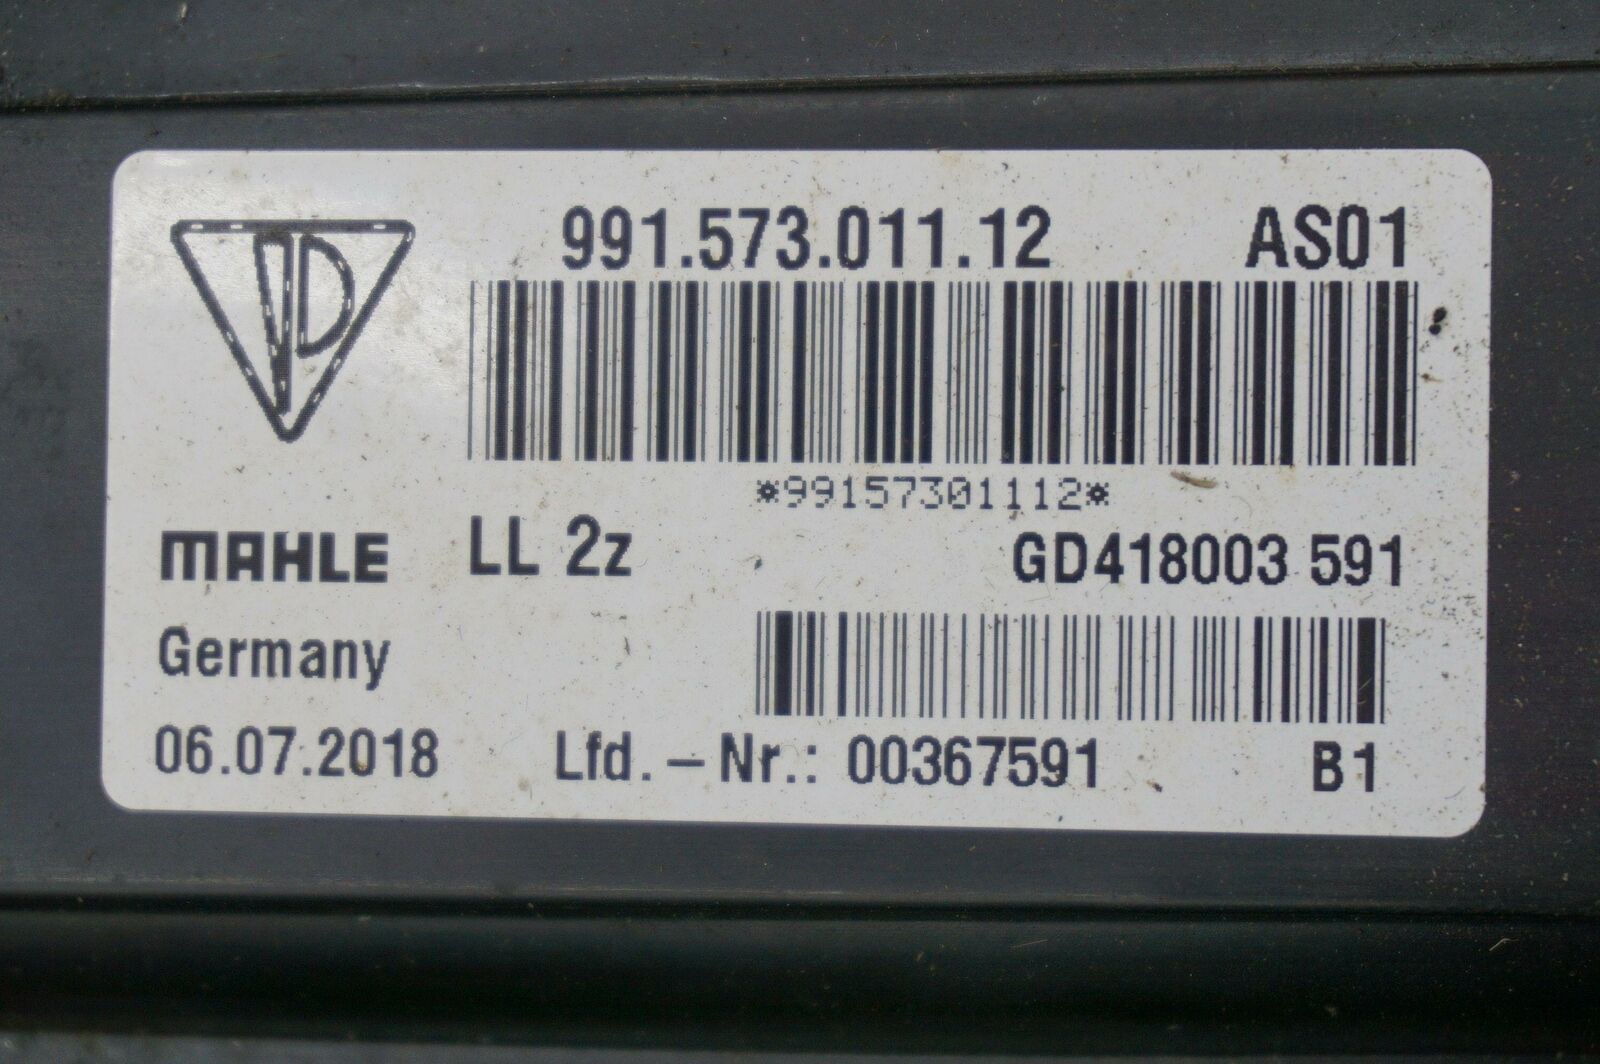 991.573.011.12 AS01
*99157301112*
MAHLE LL 2z GD418003 591
Germany
06.07.2018 Lfd.-Nr.: 00367591 B1